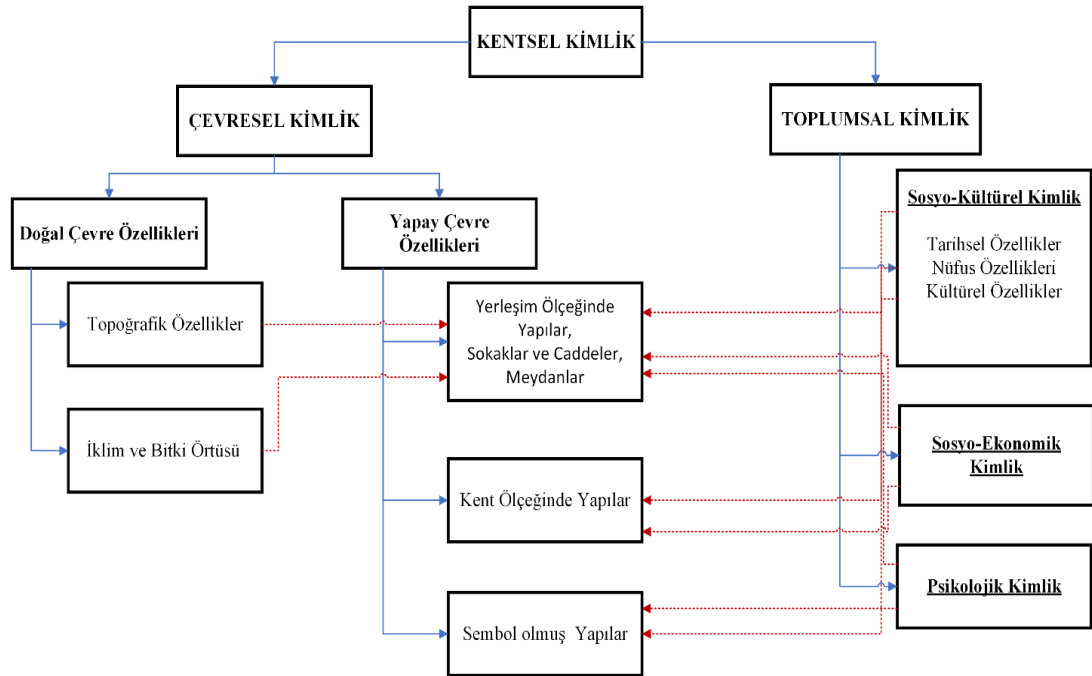 KENTSEL KİMLİK
ÇEVRESEL KİMLİK
TOPLUMSAL KİMLİK
Doğal Çevre Özellikleri
Yapay Çevre
Özellikleri
Sosyo-Kültürel Kimlik
Tarihsel Özellikler
Nüfus Özellikleri
Kültürel Özellikler
Topoğrafik Özellikler
Yerleşim Ölçeğinde
Yapılar,
Sokaklar ve Caddeler,
Meydanlar
İklim ve Bitki Örtüsü
Sosyo-Ekonomik
Kimlik
Kent Ölçeğinde Yapılar
Psikolojik Kimlik
Sembol olmuş Yapılar